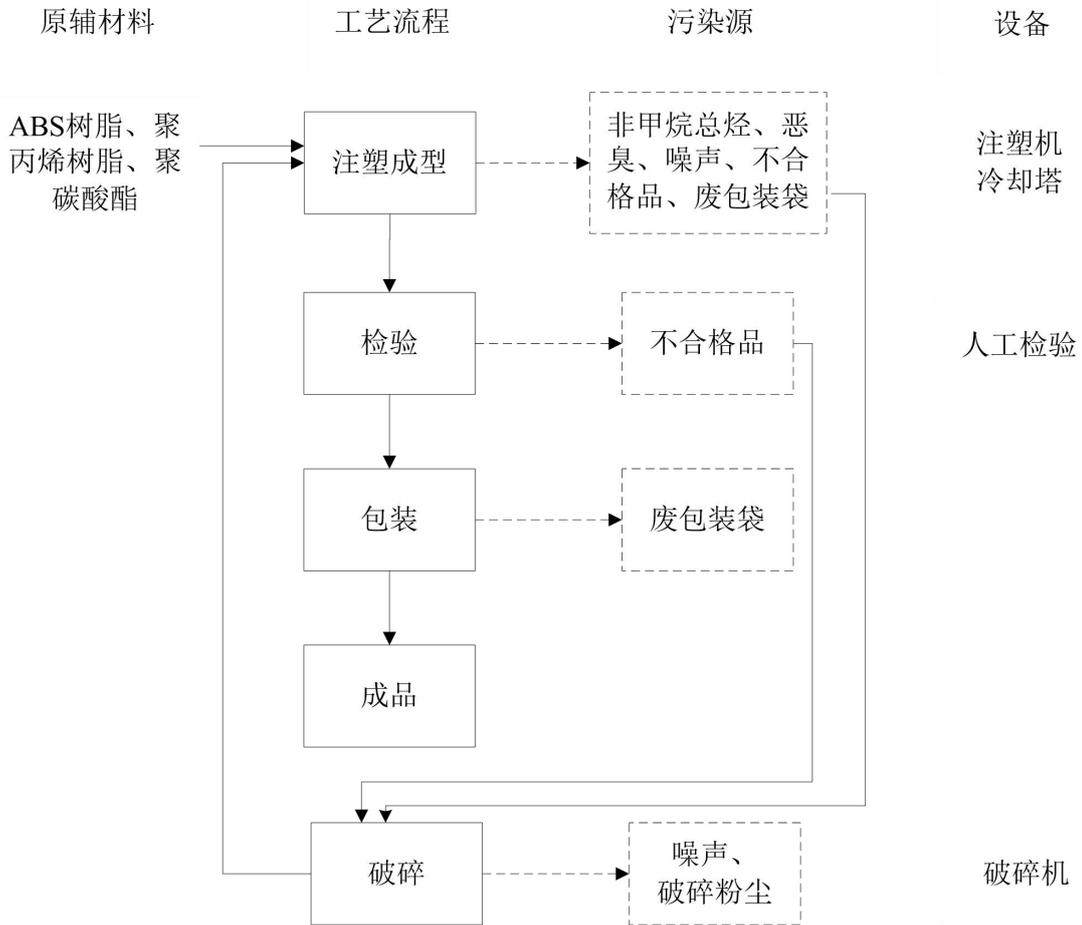 原辅材料
工艺流程
污染源
设备
ABS树脂、聚
丙烯树脂、聚
碳酸酯
注塑成型
非甲烷总烃、恶
臭、噪声、不合
格品、废包装袋
注塑机
冷却塔
检验
不合格品
人工检验
包装
废包装袋
成品
破碎
噪声、
破碎粉尘
破碎机